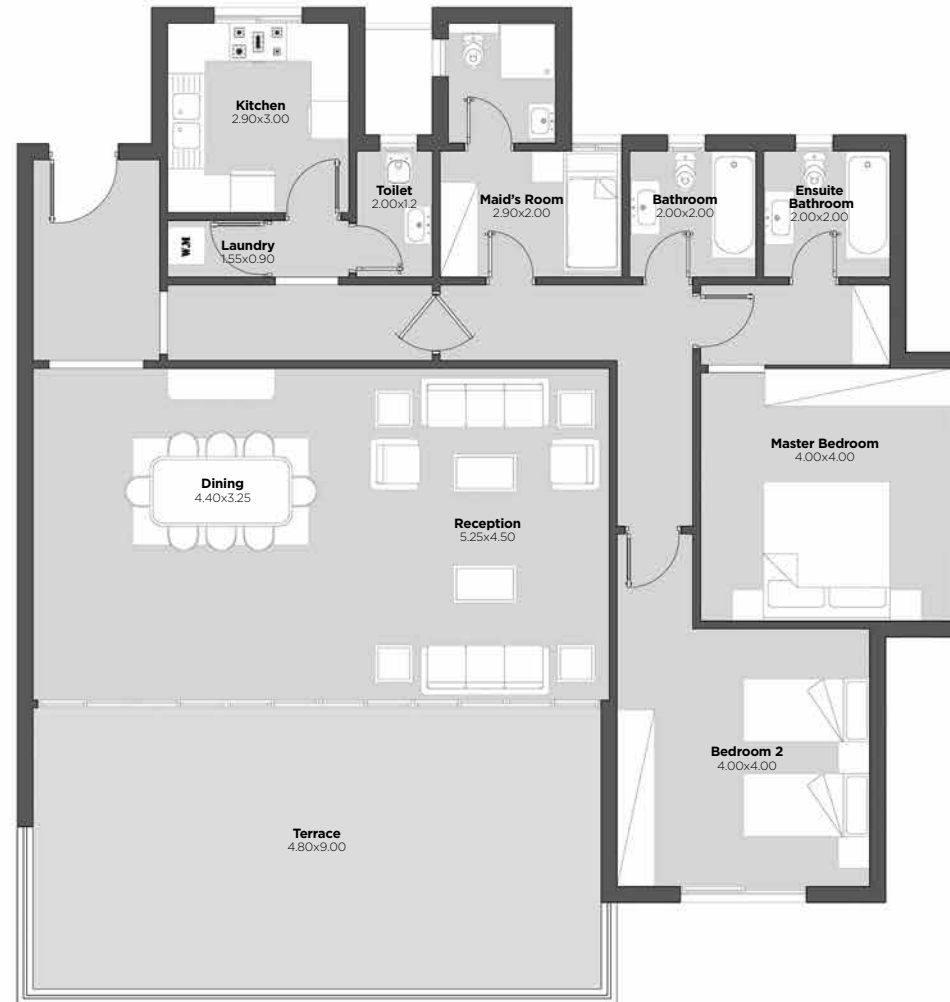 Kitchen
2.90x3.00
Toilet
2.00x1.2
Maid's Room
2.90x2.00
Bathroom
2.00x2.00
Ensuite
Bathroom
2.00x2.00
W.M
Laundry
1.55x0.90
Master Bedroom
4.00x4.00
Dining
4.40x3.25
Reception
5.25x4.50
Bedroom 2
4.00x4.00
Terrace
4.80x9.00